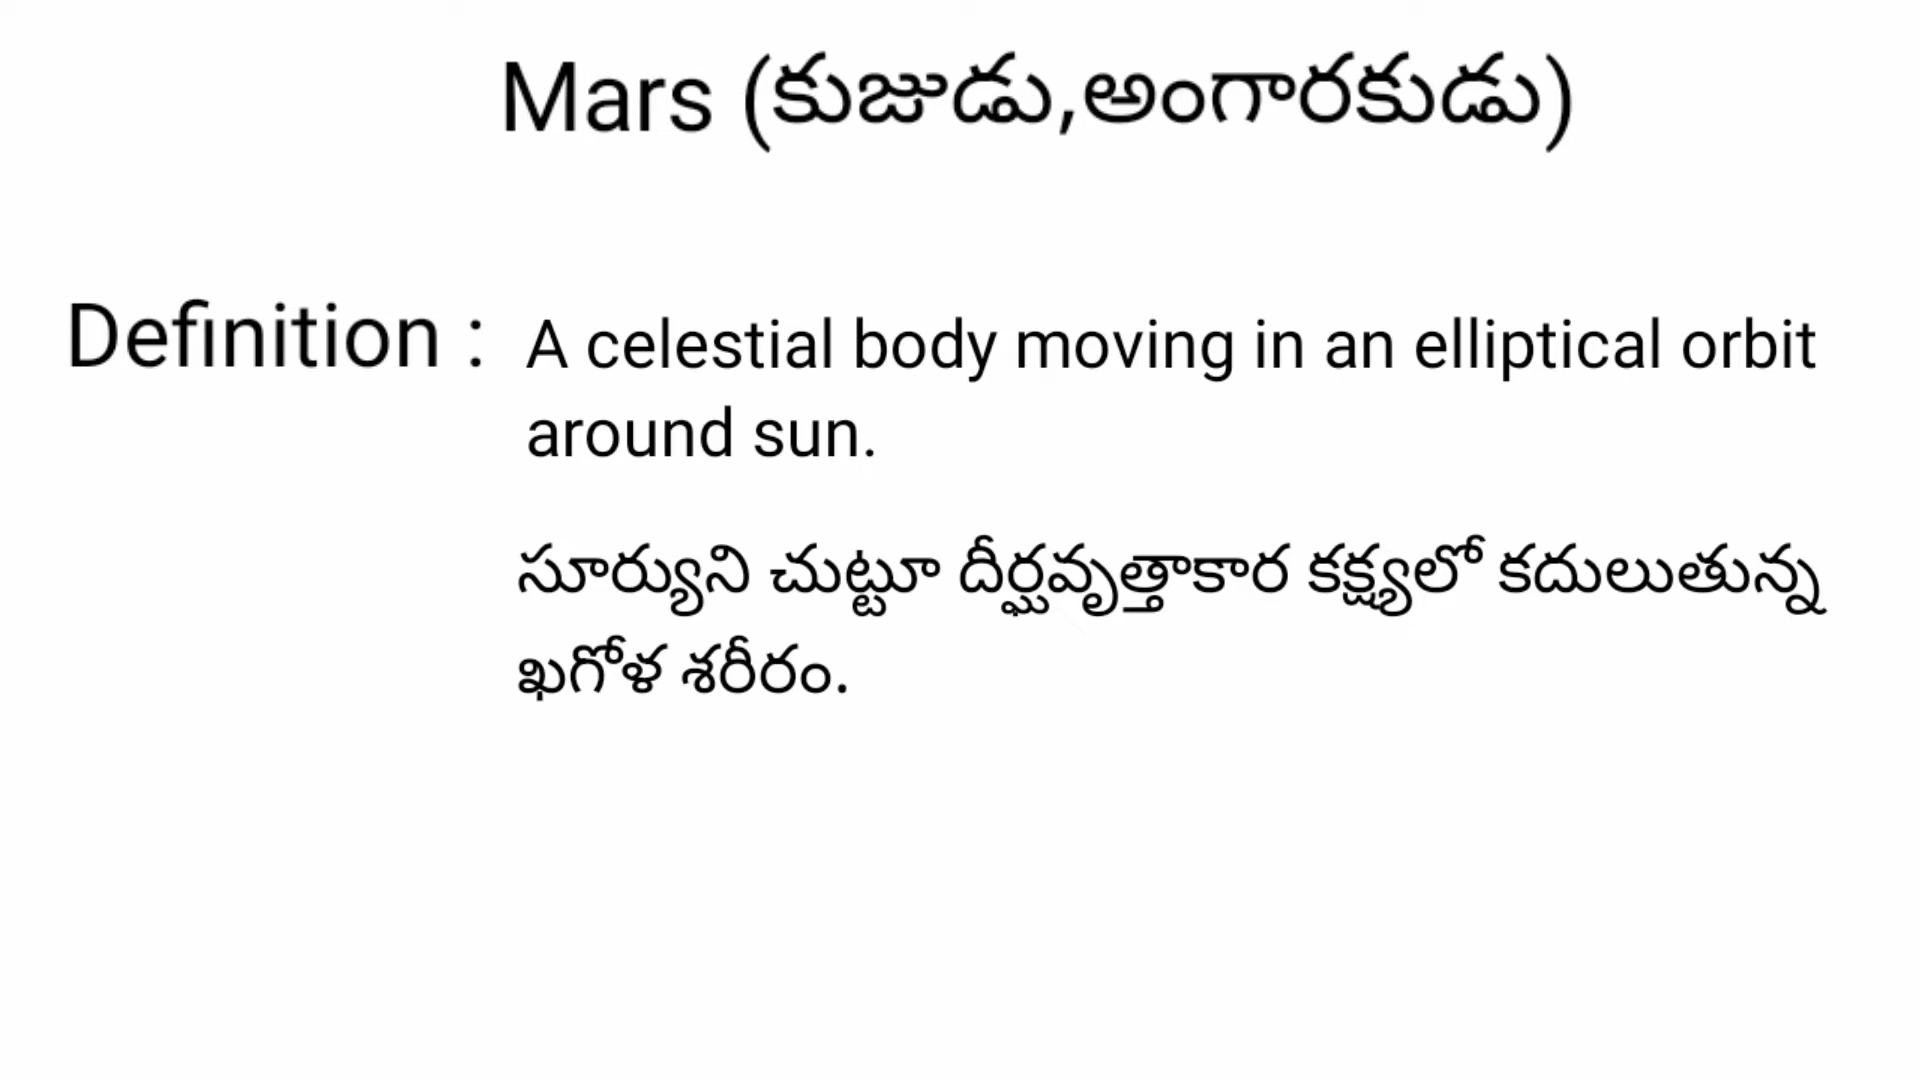 Mars (కుజుడు,అంగారకుడు)
Definition : A celestial body moving in an elliptical orbit
around sun.
సూర్యుని చుట్టూ దీర్ఘవృత్తాకార కక్ష్యలో కదులుతున్న
ఖగోళ శరీరం.